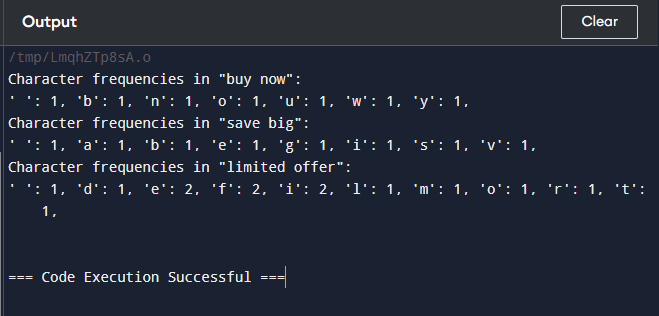 Output
Clear
/tmp/LmqhZTp8sA.o
Character frequencies in "buy now":
' ': 1, 'b': 1, 'n': 1, 'o': 1, 'u': 1, 'w': 1, 'y': 1,
Character frequencies in "save big":
' ': 1, 'a': 1, 'b': 1, 'e': 1, 'g': 1, 'i': 1, 's': 1, 'v': 1,
Character frequencies in "limited offer":
' ': 1, 'd': 1, 'e': 2, 'f': 2, 'i': 2, 'l': 1, 'm': 1, 'o': 1, 'r': 1, 't':
1,
=== Code Execution Successful ===